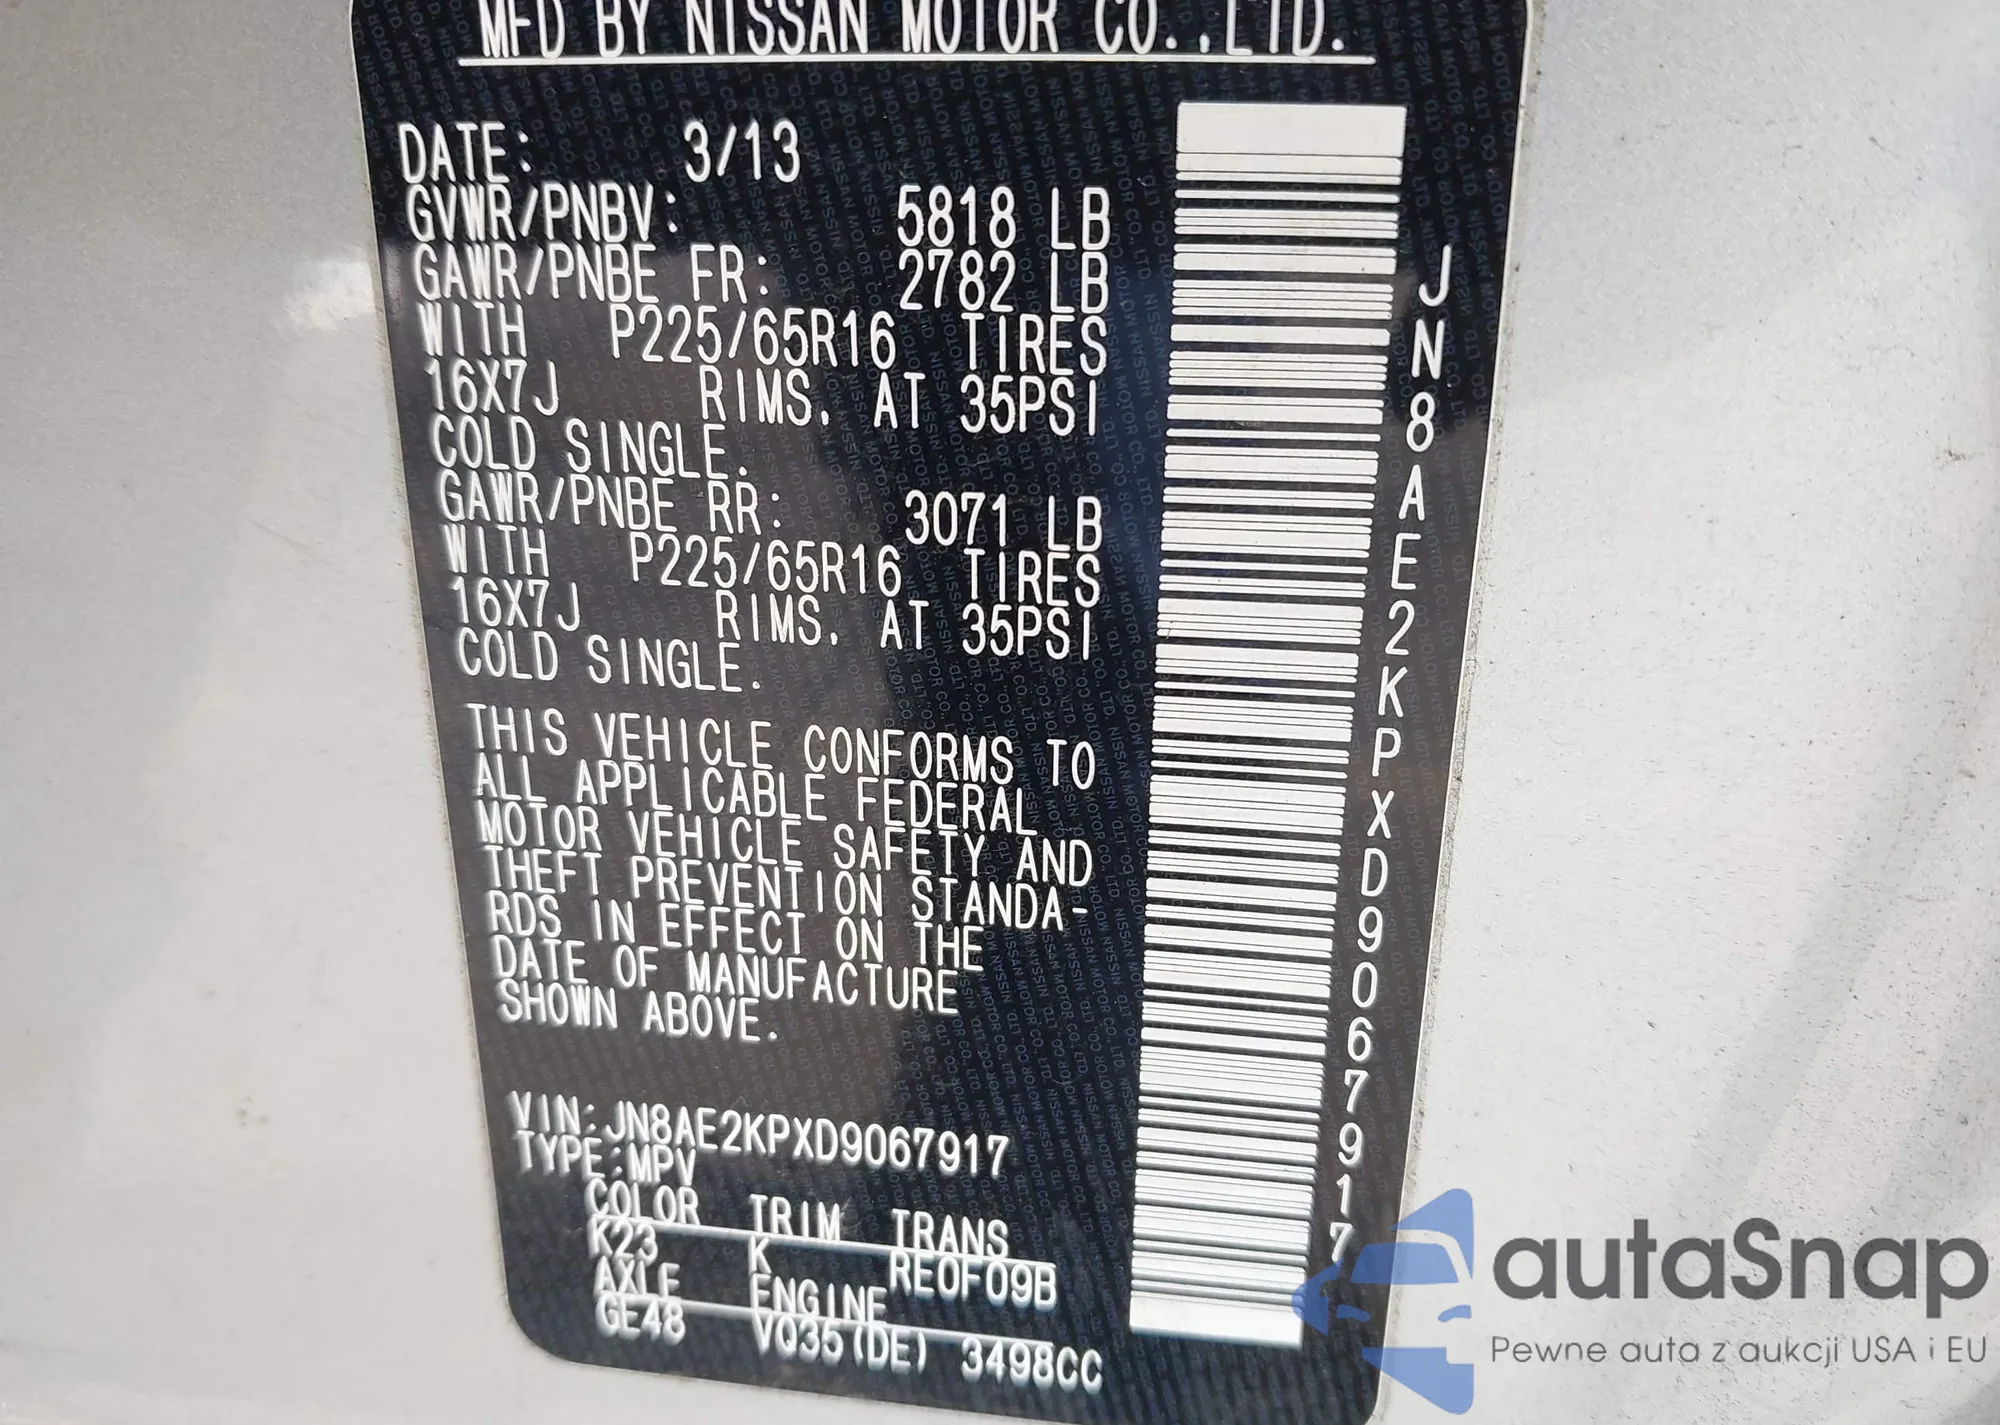 MFD BY NISSAN MOTOR CO.,LTD.
DATE: 3/13
GVWR/PNBV: 5818 LB
GAWR/PNBE FR: 2782 LB
WITH P225/65R16 TIRES
16X7J RIMS, AT 35PSI
COLD SINGLE.
GAWR/PNBE RR: 3071 LB
WITH P225/65R16 TIRES
16X7J RIMS, AT 35PSI
COLD SINGLE.
THIS VEHICLE CONFORMS TO
ALL APPLICABLE FEDERAL
MOTOR VEHICLE SAFETY AND
THEFT PREVENTION STANDA-
RDS IN EFFECT ON THE
DATE OF MANUFACTURE
SHOWN ABOVE.
VIN:JN8AE2KPXD9067917
TYPE:MPV
COLOR TRIM TRANS
K23 K RE0F09B
AXLE ENGINE
GE48 VQ35(DE) 3498CC
JN8AE2KPXD9067917
autaSnap
Pewne auta z aukcji USA i EU